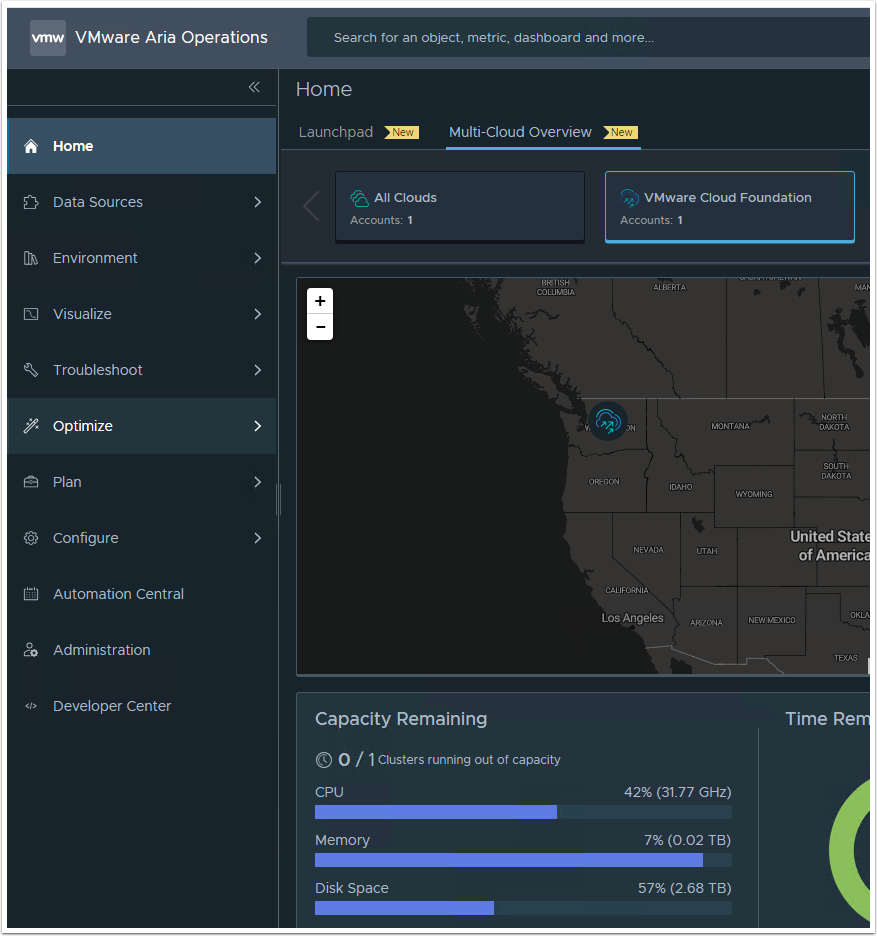 vmw VMware Aria Operations
Search for an object, metric, dashboard and more...
Home
Data Sources
Environment
Visualize
Troubleshoot
Optimize
Plan
Configure
Automation Central
Administration
Developer Center
Home
Launchpad New Multi-Cloud Overview New
All Clouds
Accounts: 1
VMware Cloud Foundation
Accounts: 1
+
−
BRITISH
COLUMBIA
ALBERTA
MONTANA
NORTH
DAKOTA
OREGON
IDAHO
SOUTH
DAKOTA
WYOMING
United State
of America
NEVADA
UTAH
CALIFORNIA
Los Angeles
ARIZONA
NEW MEXICO
OKLA
TEXAS
Capacity Remaining
0 / 1 Clusters running out of capacity
CPU 42% (31.77 GHz)
Memory 7% (0.02 TB)
Disk Space 57% (2.68 TB)
Time Rem